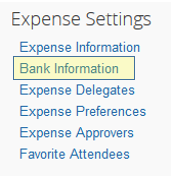 Expense Settings
Expense Information
Bank Information
Expense Delegates
Expense Preferences
Expense Approvers
Favorite Attendees